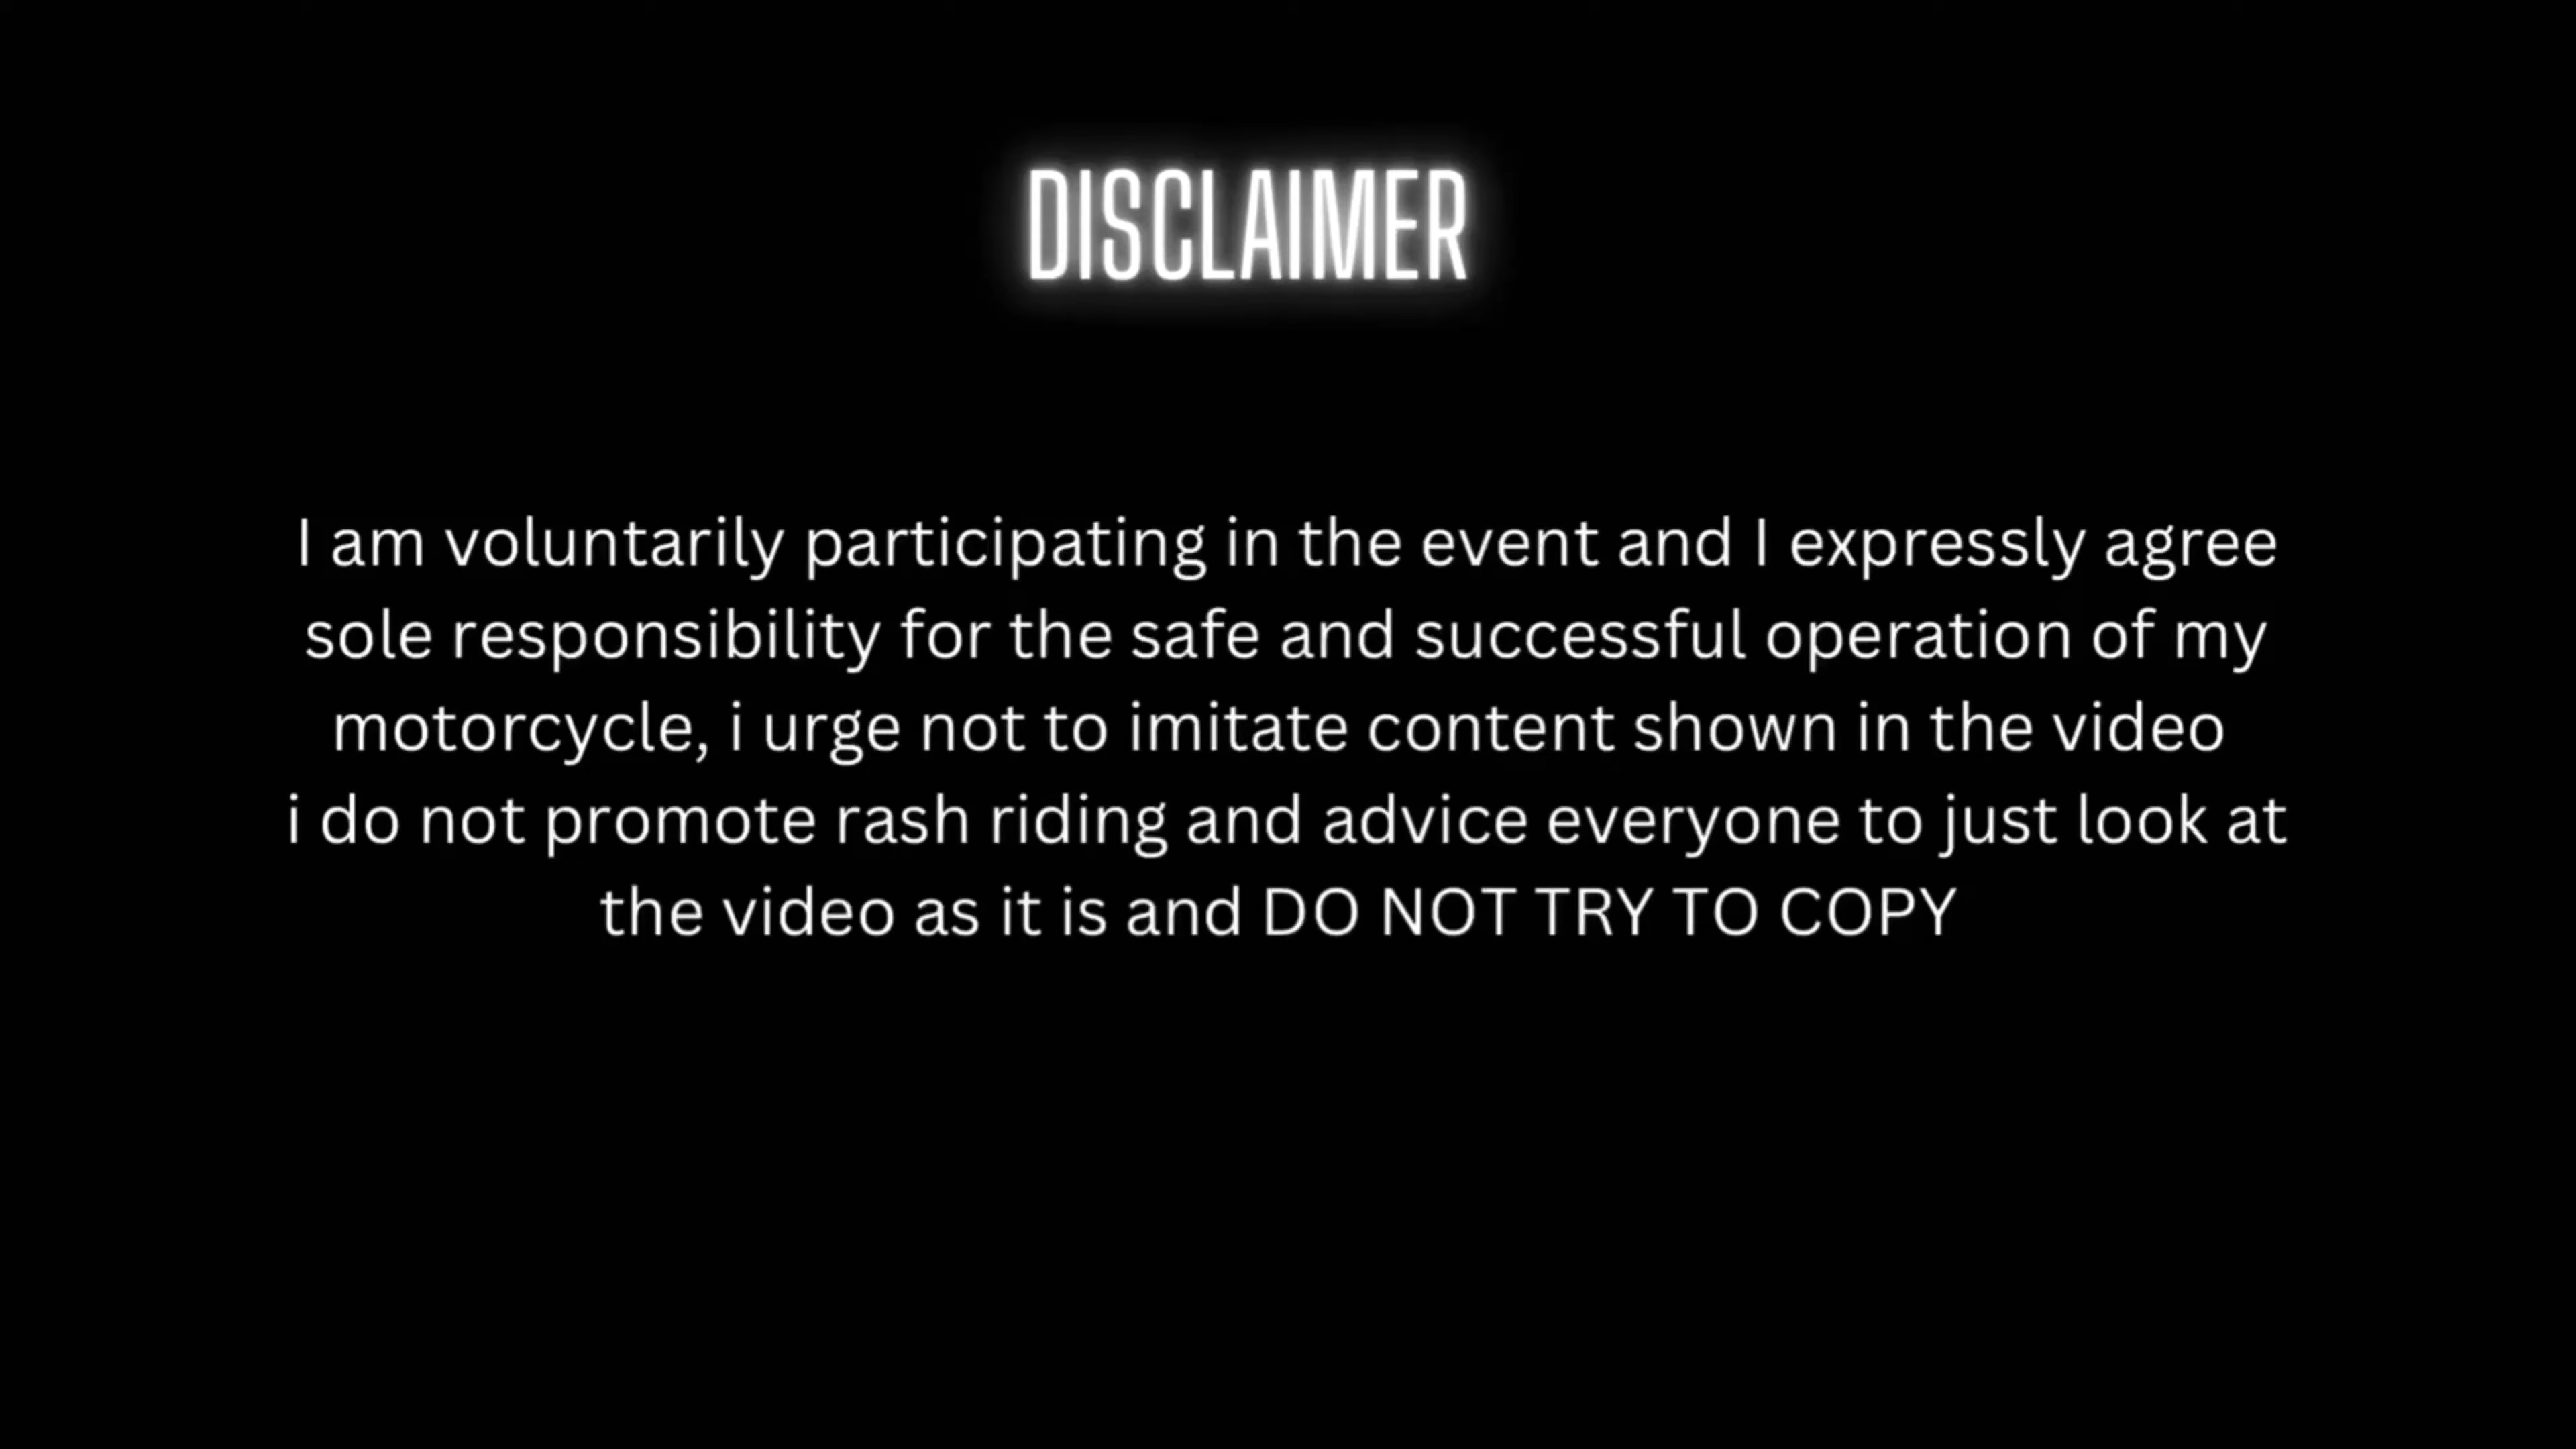 DISCLAIMER
I am voluntarily participating in the event and I expressly agree
sole responsibility for the safe and successful operation of my
motorcycle, i urge not to imitate content shown in the video
i do not promote rash riding and advice everyone to just look at
the video as it is and DO NOT TRY TO COPY